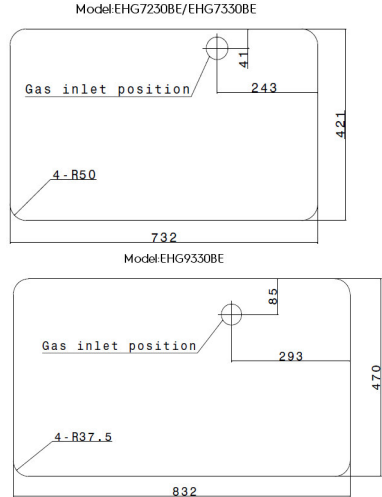 Model:EHG7230BE/EHG7330BE
41
Gas inlet position
243
421
4-R50
732
Model:EHG9330BE
85
Gas inlet position
293
470
4-R37.5
832